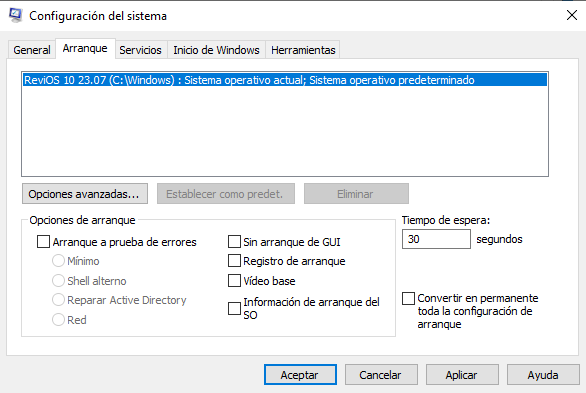 Configuración del sistema
General
Arranque
Servicios
Inicio de Windows
Herramientas
ReviOS 10 23.07 (C:\Windows) : Sistema operativo actual; Sistema operativo predeterminado
Opciones avanzadas...
Establecer como predet.
Eliminar
Opciones de arranque
Arranque a prueba de errores
Mínimo
Shell alterno
Reparar Active Directory
Red
Sin arranque de GUI
Registro de arranque
Vídeo base
Información de arranque del
SO
Tiempo de espera:
30 segundos
Convertir en permanente
toda la configuración de
arranque
Aceptar
Cancelar
Aplicar
Ayuda